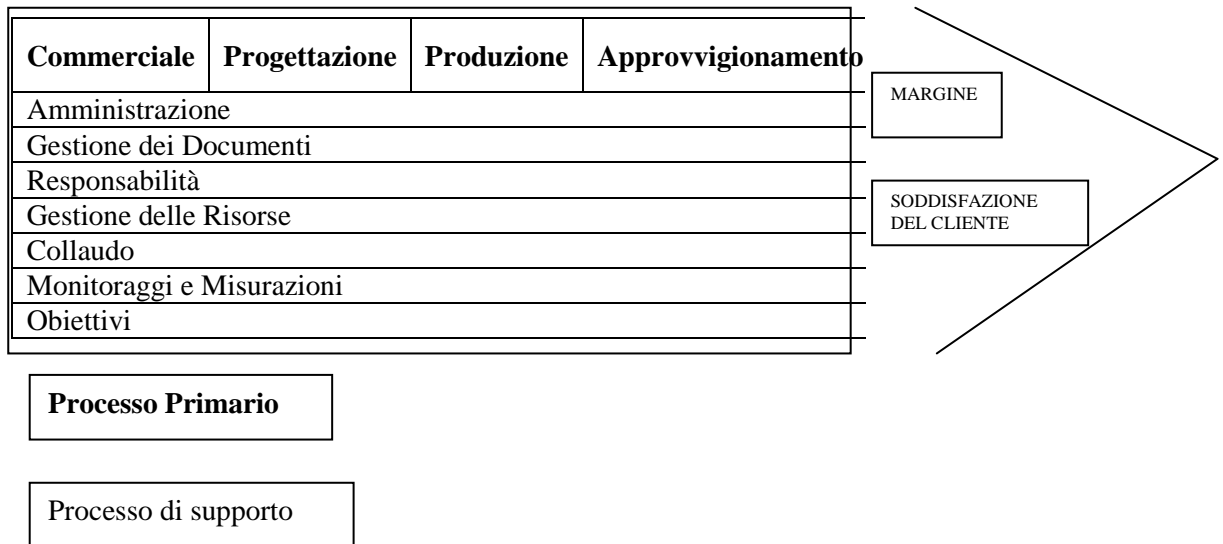 Commerciale Progettazione Produzione Approvvigionamento
MARGINE
Amministrazione
Gestione dei Documenti
Responsabilità
SODDISFAZIONE
DEL CLIENTE
Gestione delle Risorse
Collaudo
Monitoraggi e Misurazioni
Obiettivi
Processo Primario
Processo di supporto